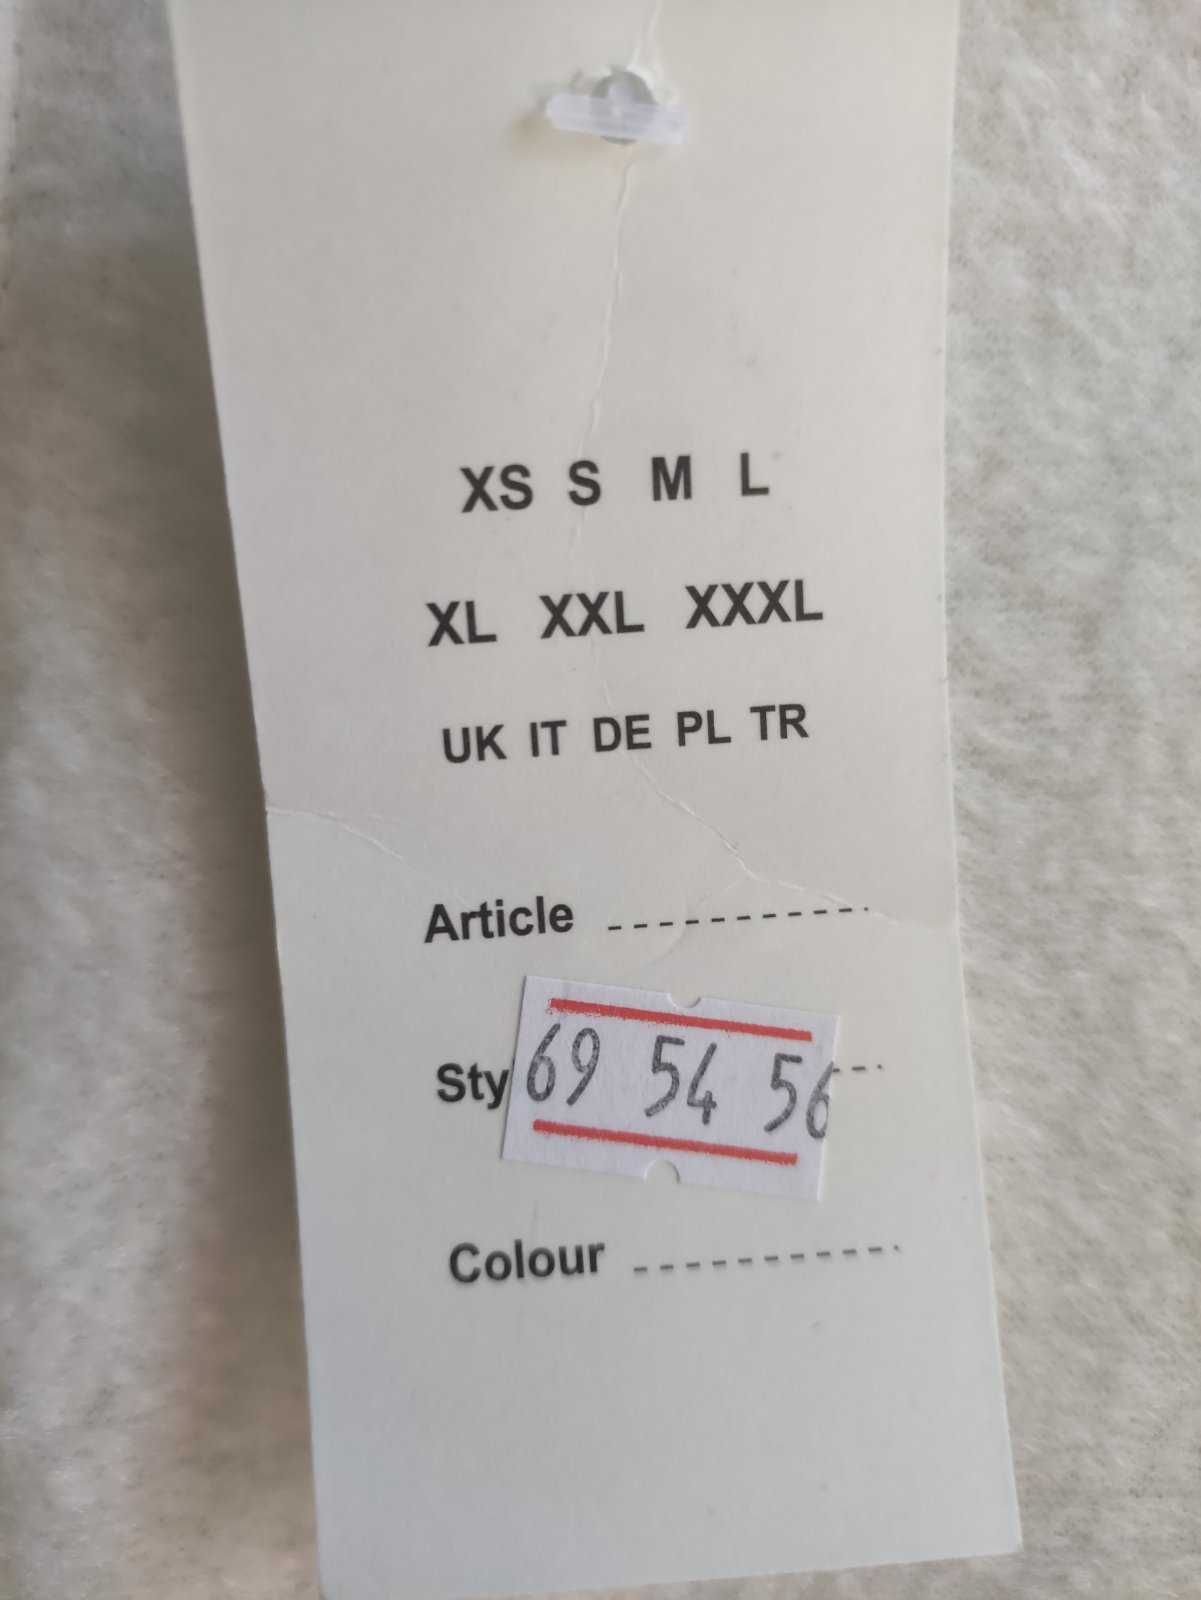 XS S M L
XL XXL XXXL
UK IT DE PL TR
Article ----------
Sty
69 54 56
Colour -----------